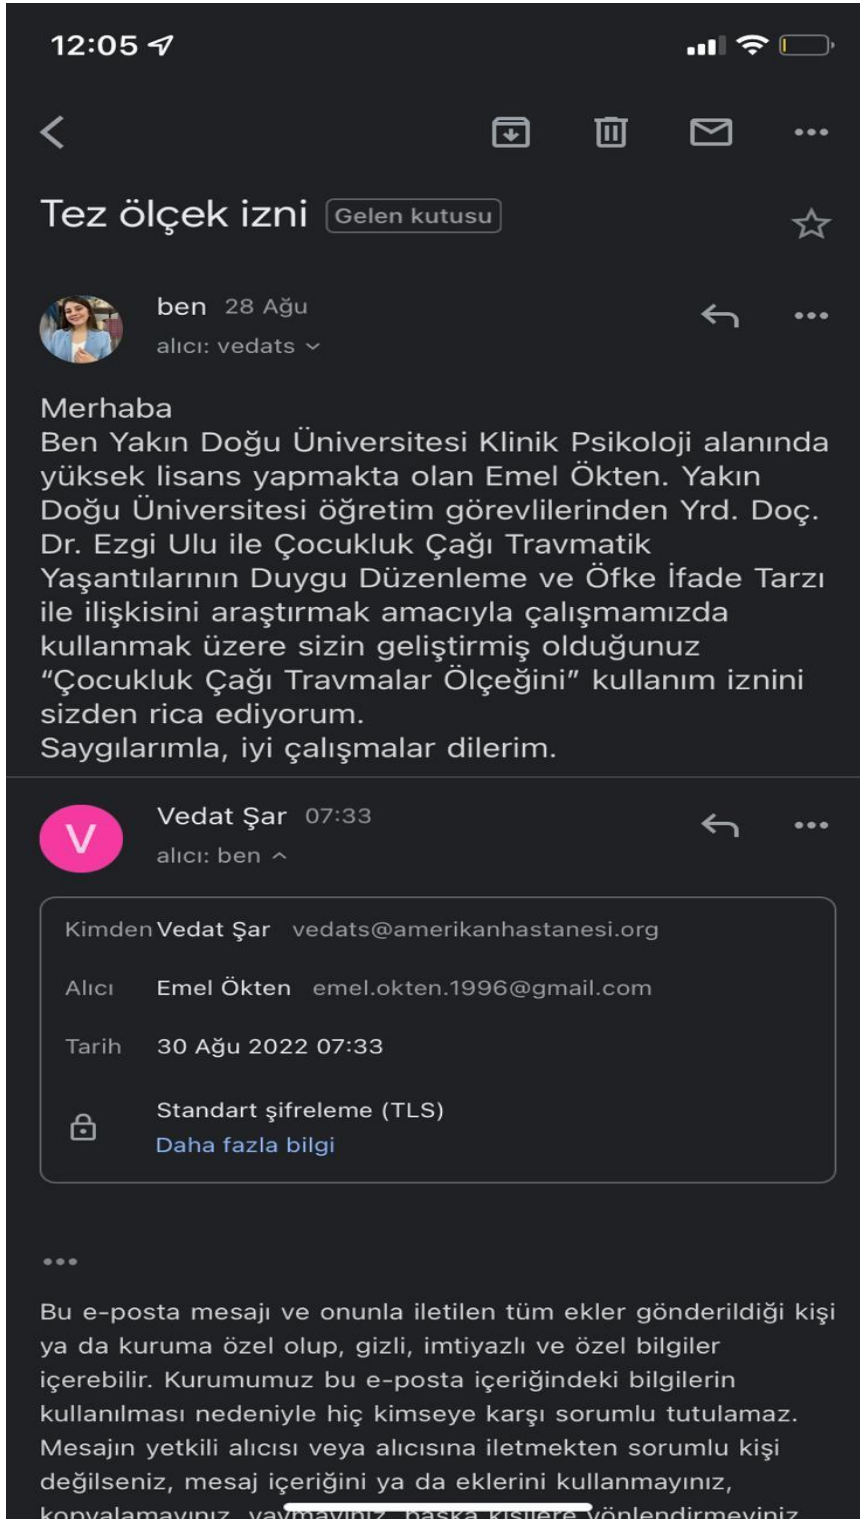 12:05
Tez ölçek izni Gelen kutusu
ben 28 Ağu
alıcı: vedats
Merhaba
Ben Yakın Doğu Üniversitesi Klinik Psikoloji alanında
yüksek lisans yapmakta olan Emel Ökten. Yakın
Doğu Üniversitesi öğretim görevlilerinden Yrd. Doç.
Dr. Ezgi Ulu ile Çocukluk Çağı Travmatik
Yaşantılarının Duygu Düzenleme ve Öfke İfade Tarzı
ile ilişkisini araştırmak amacıyla çalışmamızda
kullanmak üzere sizin geliştirmiş olduğunuz
“Çocukluk Çağı Travmalar Ölçeğini” kullanım iznini
sizden rica ediyorum.
Saygılarımla, iyi çalışmalar dilerim.
V
Vedat Şar 07:33
alıcı: ben
Kimden Vedat Şar vedats@amerikanhastanesi.org
Alıcı Emel Ökten emel.okten.1996@gmail.com
Tarih 30 Ağu 2022 07:33
Standart şifreleme (TLS)
Daha fazla bilgi
Bu e-posta mesajı ve onunla iletilen tüm ekler gönderildiği kişi
ya da kuruma özel olup, gizli, imtiyazlı ve özel bilgiler
içerebilir. Kurumumuz bu e-posta içeriğindeki bilgilerin
kullanılması nedeniyle hiç kimseye karşı sorumlu tutulamaz.
Mesajın yetkili alıcısı veya alıcısına iletmekten sorumlu kişi
değilseniz, mesaj içeriğini ya da eklerini kullanmayınız,
kopyalamayınız, yaymayınız, başka kişilere yönlendirmeyiniz